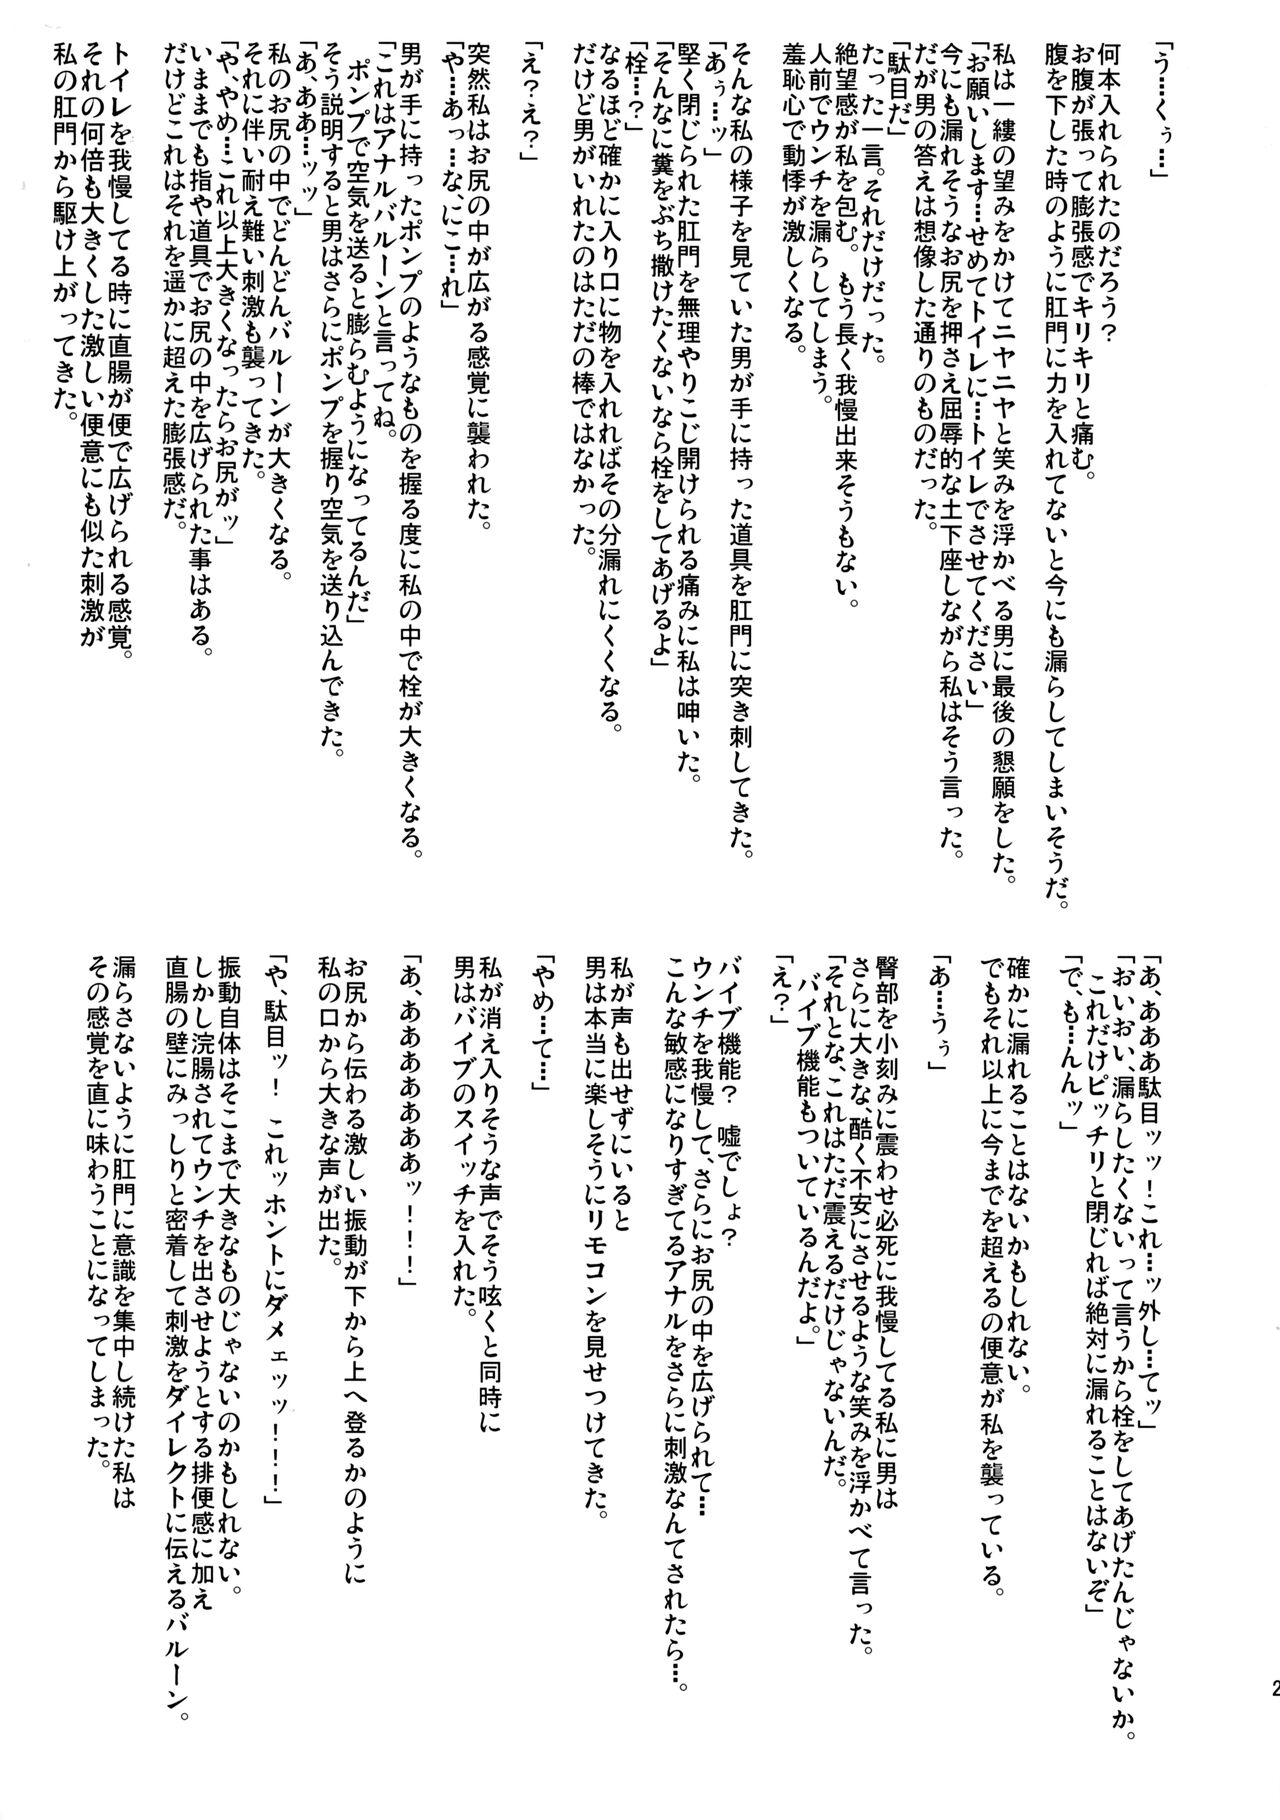 「う…くぅ…」
何本入れられたのだろう？
お腹が張って膨張感でキリキリと痛む。
腹を下した時のように肛門に力を入れてないと今にも漏らしてしまいそうだ。
私は一縷の望みをかけてニヤニヤと笑みを浮かべる男に最後の懇願をした。
「お願いします…せめてトイレに…トイレでさせてください」
今にも漏れそうなお尻を押さえ屈辱的な土下座しながら私はそう言った。
だが男の答えは想像した通りのものだった。
「駄目だ」
たった一言。それだけだった。
絶望感が私を包む。もう長く我慢出来そうもない。
人前でウンチを漏らしてしまう。
羞恥心で動悸が激しくなる。
そんな私の様子を見ていた男が手に持った道具を肛門に突き刺してきた。
「あぅ…ッ」
堅く閉じられた肛門を無理やりこじ開けられる痛みに私は呻いた。
「そんなに糞をぶち撒けたくないなら栓をしてあげるよ」
「栓…？」
なるほど確かに入り口に物を入れればその分漏れにくくなる。
だけど男がいれたのはただの棒ではなかった。
「え？え？」
突然私はお尻の中が広がる感覚に襲われた。
「や…あっ…な、にこ…れ」
男が手に持ったポンプのようなものを握る度に私の中で栓が大きくなる。
「これはアナルバルーンと言ってね。
ポンプで空気を送ると膨らむようになってるんだ」
そう説明すると男はさらにポンプを握り空気を送り込んできた。
「あ、ああ…ッッ」
私のお尻の中でどんどんバルーンが大きくなる。
それに伴い耐え難い刺激も襲ってきた。
「や、やめ…これ以上大きくなったらお尻がッ」
いままでも指や道具でお尻の中を広げられた事はある。
だけどこれはそれを遥かに超えた膨張感だ。
トイレを我慢してる時に直腸が便で広げられる感覚。
それの何倍も大きくした激しい便意にも似た刺激が
私の肛門から駆け上がってきた。
「あ、あああ駄目ッッ！これ…ッ外し…てッ」
「おいおい、漏らしたくないって言うから栓をしてあげたんじゃないか。
これだけピッチリと閉じれば絶対に漏れることはないぞ」
「で、も…んんッ」
確かに漏れることはないかもしれない。
でもそれ以上に今までを超えるの便意が私を襲っている。
「あ…うぅ」
臀部を小刻みに震わせ必死に我慢してる私に男は
さらに大きな、酷く不安にさせるような笑みを浮かべて言った。
「それとな、これはただ震えるだけじゃないんだ。
バイブ機能もついているんだよ。」
「え？」
バイブ機能？　嘘でしょ？
ウンチを我慢して、さらにお尻の中を広げられて…
こんな敏感になりすぎてるアナルをさらに刺激なんてされたら…。
私が声も出せずにいると
男は本当に楽しそうにリモコンを見せつけてきた。
「やめ…て…」
私が消え入りそうな声でそう呟くと同時に
男はバイブのスイッチを入れた。
「あ、ああああああぁッ！！！」
お尻から伝わる激しい振動が下から上へ登るかのように
私の口から大きな声が出た。
「や、駄目ッ！　これッホントにダメェッッ！！！」
振動自体はそこまで大きなものじゃないのかもしれない。
しかし浣腸されてウンチを出させようとする排便感に加え
直腸の壁にみっしりと密着して刺激をダイレクトに伝えるバルーン。
漏らさないように肛門に意識を集中し続けた私は
その感覚を直に味わうことになってしまった。
2